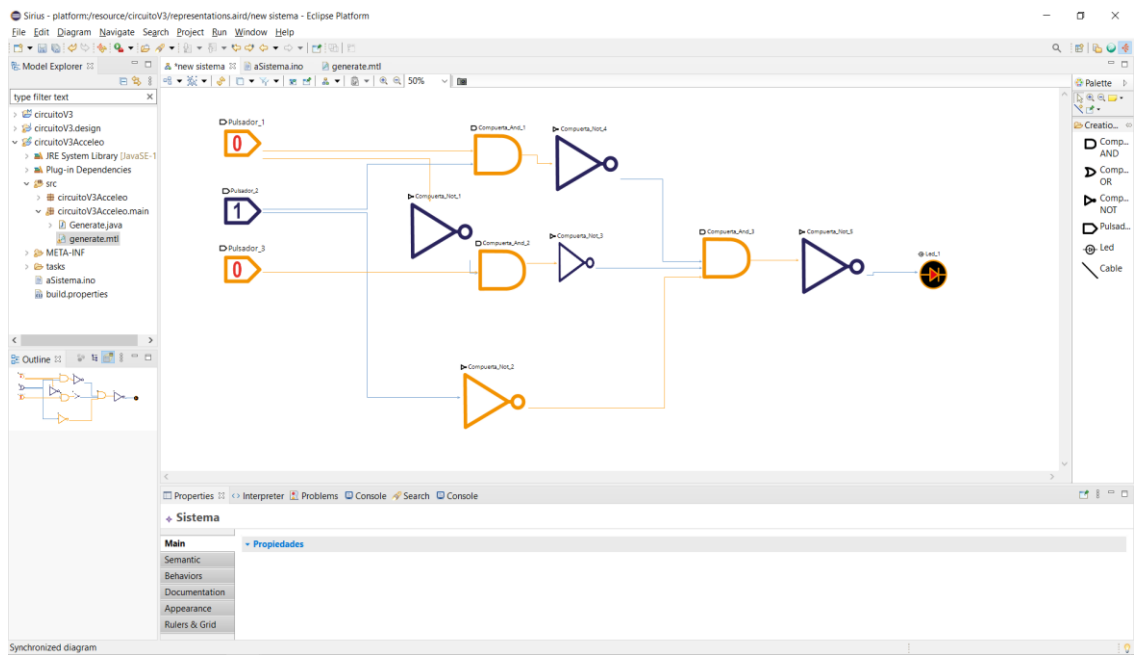 Sirius - platform:/resource/circuitoV3/representations.aird/new sistema - Eclipse Platform
File Edit Diagram Navigate Search Project Run Window Help
Model Explorer
type filter text
circuitoV3
circuitoV3.design
circuitoV3Acceleo
JRE System Library [JavaSE-1
Plug-in Dependencies
src
circuitoV3Acceleo
circuitoV3Acceleo.main
Generate.java
generate.mtl
META-INF
tasks
aSistema.ino
build.properties
Outline
*new sistema aSistema.ino generate.mtl
50%
Pulsador_1
0
Pulsador_2
1
Pulsador_3
0
Compuerta_And_1
Compuerta_Not_4
Compuerta_Not_1
Compuerta_And_2
Compuerta_Not_3
Compuerta_And_3
Compuerta_Not_5
Led_1
Compuerta_Not_2
Palette
Creatio...
Comp... AND
Comp... OR
Comp... NOT
Pulsad...
Led
Cable
Properties Interpreter Problems Console Search Console
Sistema
Main
Semantic
Behaviors
Documentation
Appearance
Rulers & Grid
Propiedades
Synchronized diagram